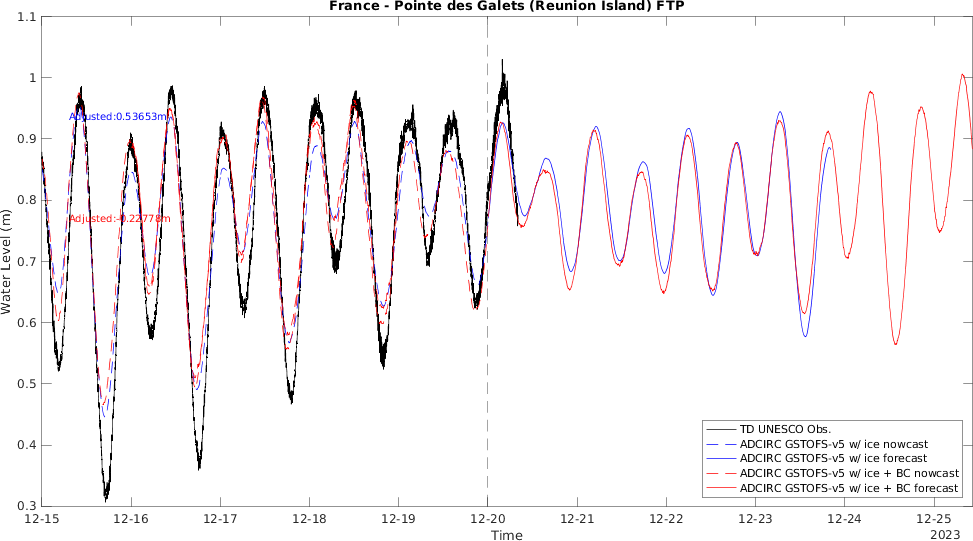 France - Pointe des Galets (Reunion Island) FTP
1.1
1
0.9
0.8
0.7
0.6
0.5
0.4
0.3
Water Level (m)
Adjusted:0.53653m
Adjusted:-0.22778m
TD UNESCO Obs.
ADCIRC GSTOFS-v5 w/ ice nowcast
ADCIRC GSTOFS-v5 w/ ice forecast
ADCIRC GSTOFS-v5 w/ ice + BC nowcast
ADCIRC GSTOFS-v5 w/ ice + BC forecast
12-15 12-16 12-17 12-18 12-19 12-20 12-21 12-22 12-23 12-24 12-25
2023
Time